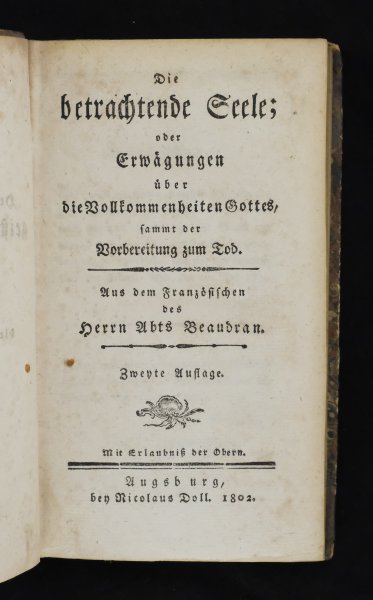 Die
betrachtende Seele;
oder
Erwägungen
über
die Vollkommenheiten Gottes,
sammt der
Vorbereitung zum Tod.
Aus dem Französischen
des
Herrn Abts Beaudran.
Zweyte Auflage.
Mit Erlaubniß der Obern.
Augsburg,
bey Nicolaus Doll. 1802.